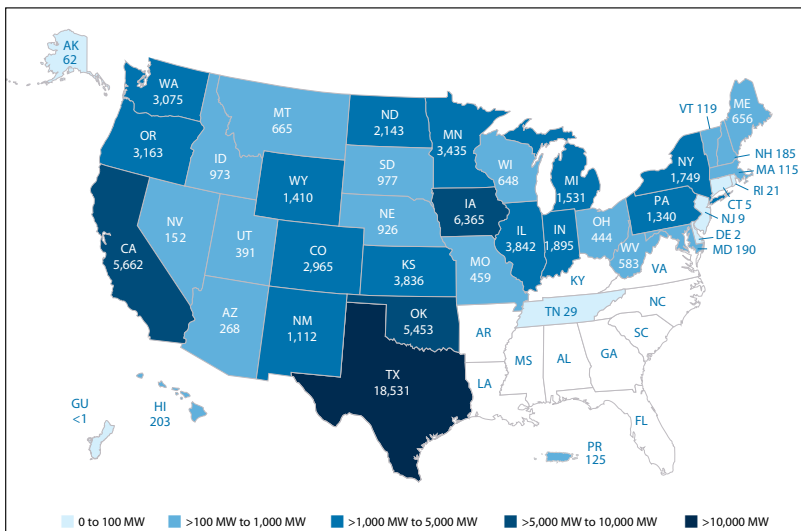 AK
62
WA
3,075
MT
665
ND
2,143
MN
3,435
VT 119
ME
656
OR
3,163
ID
973
SD
977
WI
648
MI
1,531
NY
1,749
NH 185
MA 115
RI 21
CT 5
NJ 9
DE 2
MD 190
WY
1,410
IA
6,365
NE
926
PA
1,340
NV
152
UT
391
CO
2,965
IL
3,842
IN
1,895
OH
444
WV
583
VA
CA
5,662
KS
3,836
MO
459
KY
NC
AZ
268
NM
1,112
OK
5,453
AR
TN 29
SC
TX
18,531
LA
MS
AL
GA
FL
GU
<1
HI
203
PR
125
0 to 100 MW
>100 MW to 1,000 MW
>1,000 MW to 5,000 MW
>5,000 MW to 10,000 MW
>10,000 MW